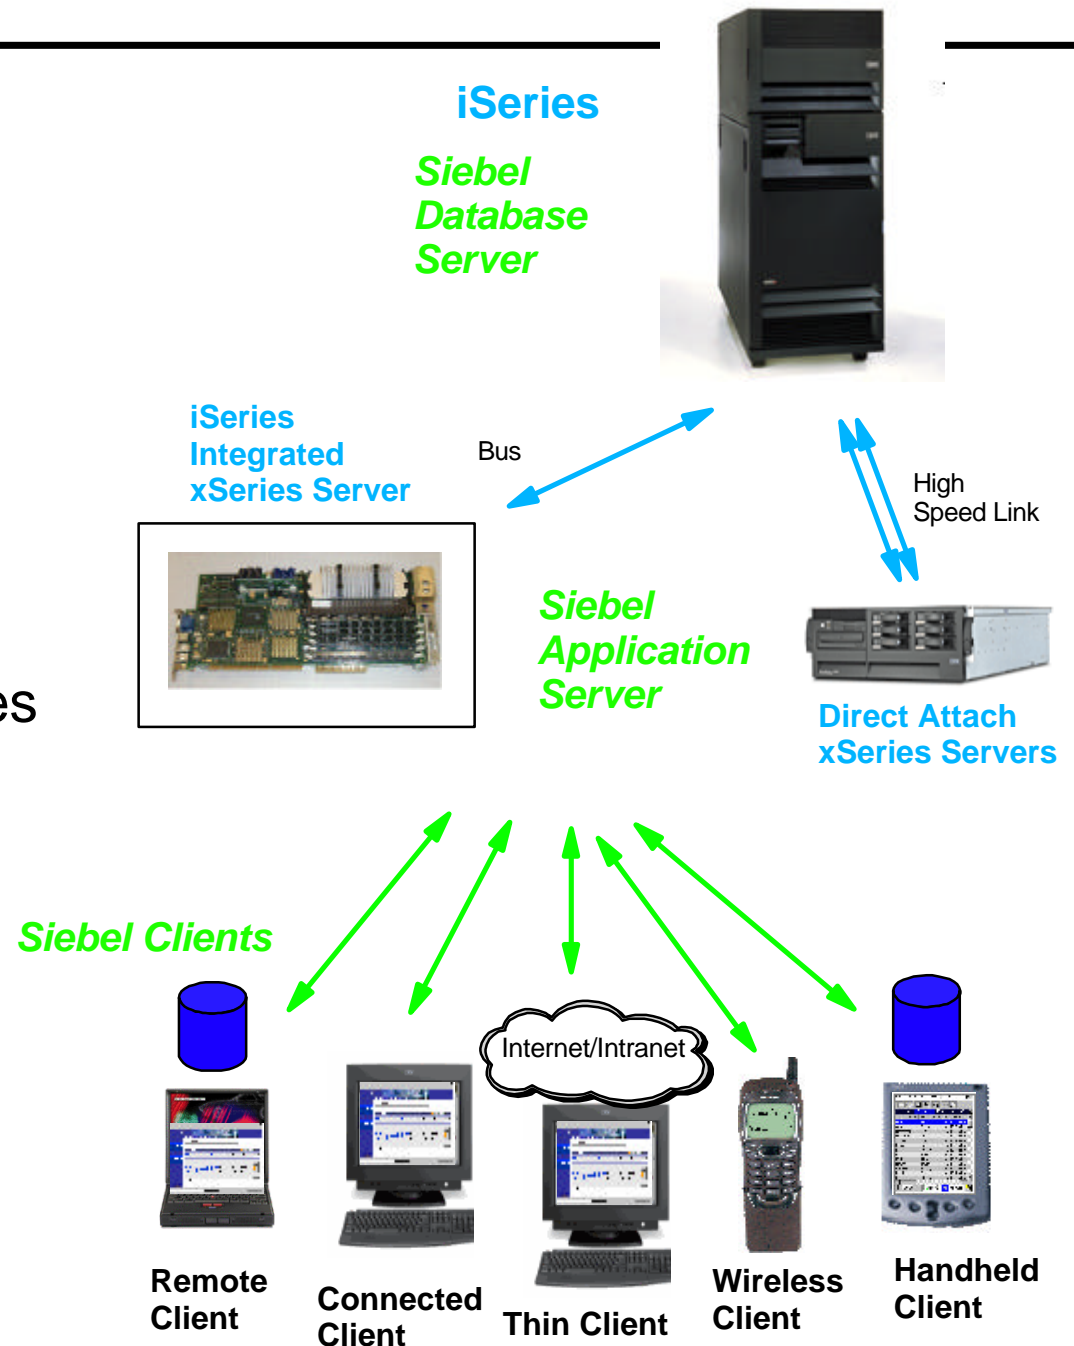 iSeries
Siebel
Database
Server
iSeries
Integrated
xSeries Server
Bus
High
Speed Link
Siebel
Application
Server
es
Direct Attach
xSeries Servers
Siebel Clients
Internet/Intranet
Remote
Client
Connected
Client
Thin Client
Wireless
Client
Handheld
Client